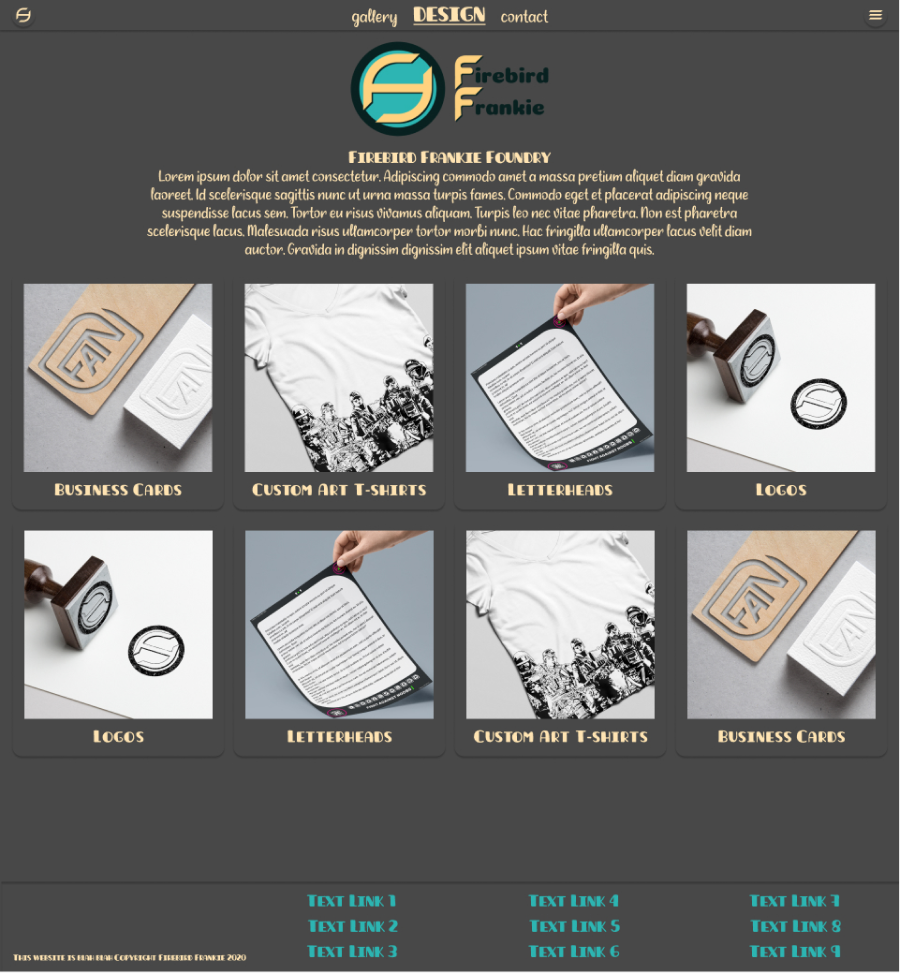 gallery DESIGN contact
Firebird
Frankie
Firebird Frankie Foundry
Lorem ipsum dolor sit amet consectetur. Adipiscing commodo amet a massa pretium aliquet diam gravida
laoreet. Id scelerisque sagittis nunc ut urna massa turpis fames. Commodo eget et placerat adipiscing neque
suspendisse lacus sem. Tortor eu risus vivamus aliquam. Turpis leo nec vitae pharetra. Non est pharetra
scelerisque lacus. Malesuada risus ullamcorper tortor morbi nunc. Hac fringilla ullamcorper lacus velit diam
auctor. Gravida in dignissim dignissim elit aliquet ipsum vitae fringilla quis.
FAN
FAN
Business Cards
Custom Art T-shirts
Letterheads
Logos
Logos
Letterheads
Custom Art T-shirts
FAN
FAN
Business Cards
Text Link 1
Text Link 2
Text Link 3
Text Link 4
Text Link 5
Text Link 6
Text Link 7
Text Link 8
Text Link 9
This website is blah blah Copyright Firebird Frankie 2020